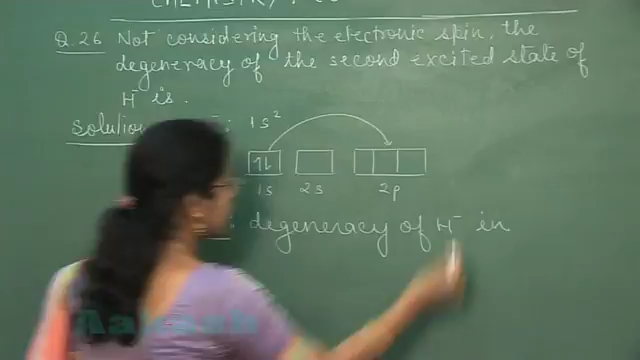 CHEMISTRY:
Q.26 Not considering the electronic spin, the
degeneracy of the second excited state of
H⁻ is.
Solution : 1s²
1s 2s 2p
: degeneracy of H⁻ in
Aakash